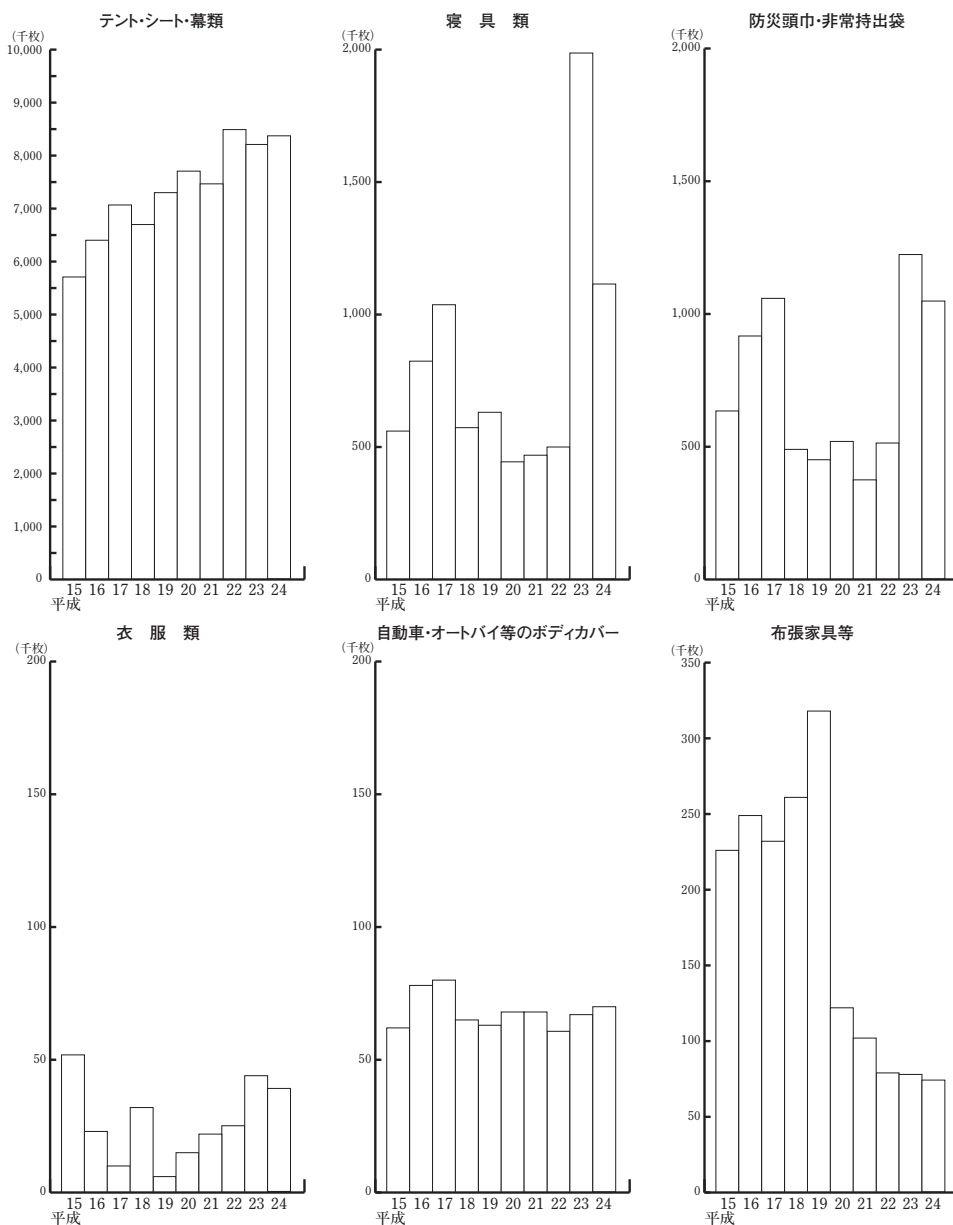 テント・シート・幕類
(千枚)
10,000
9,000
8,000
7,000
6,000
5,000
4,000
3,000
2,000
1,000
0
15 16 17 18 19 20 21 22 23 24
平成
寝具類
(千枚)
2,000
1,500
1,000
500
0
15 16 17 18 19 20 21 22 23 24
平成
防災頭巾・非常持出袋
(千枚)
2,000
1,500
1,000
500
0
15 16 17 18 19 20 21 22 23 24
平成
衣服類
(千枚)
200
150
100
50
0
15 16 17 18 19 20 21 22 23 24
平成
自動車・オートバイ等のボディカバー
(千枚)
200
150
100
50
0
15 16 17 18 19 20 21 22 23 24
平成
布張家具等
(千枚)
350
300
250
200
150
100
50
0
15 16 17 18 19 20 21 22 23 24
平成